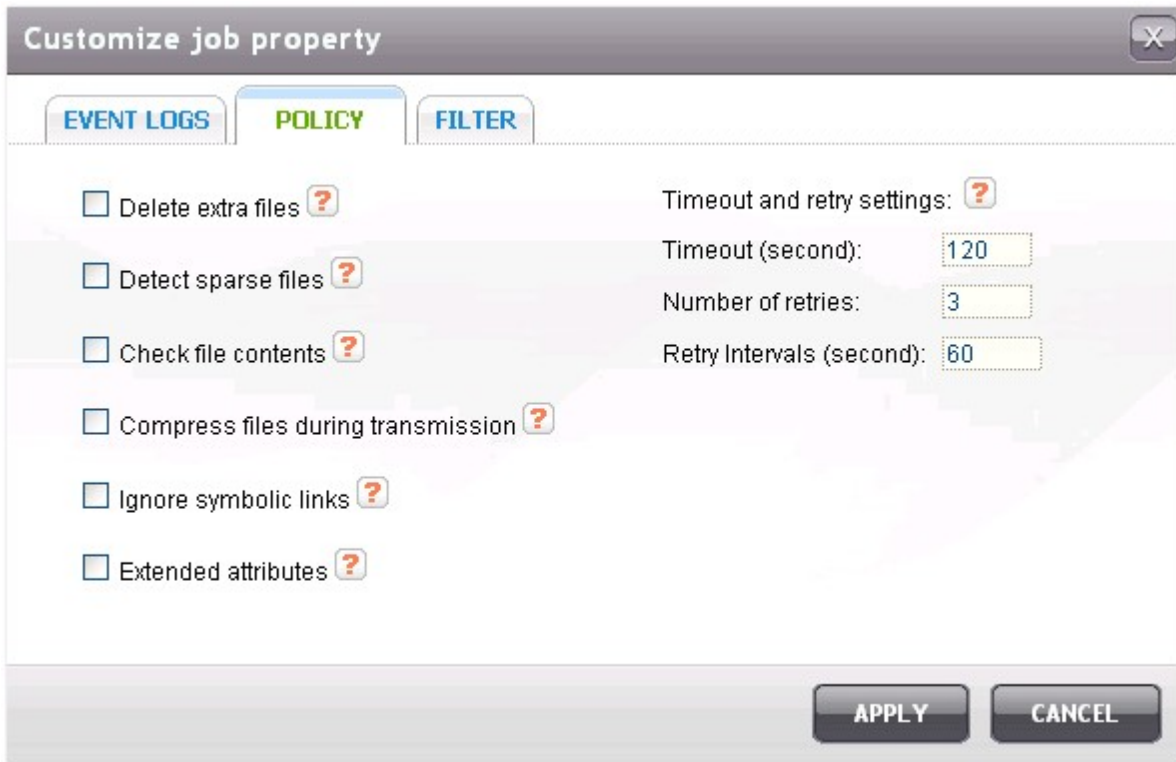 Customize job property
X
EVENT LOGS
POLICY
FILTER
Delete extra files ?
Detect sparse files ?
Check file contents ?
Compress files during transmission ?
Ignore symbolic links ?
Extended attributes ?
Timeout and retry settings: ?
Timeout (second): 120
Number of retries: 3
Retry Intervals (second): 60
APPLY
CANCEL